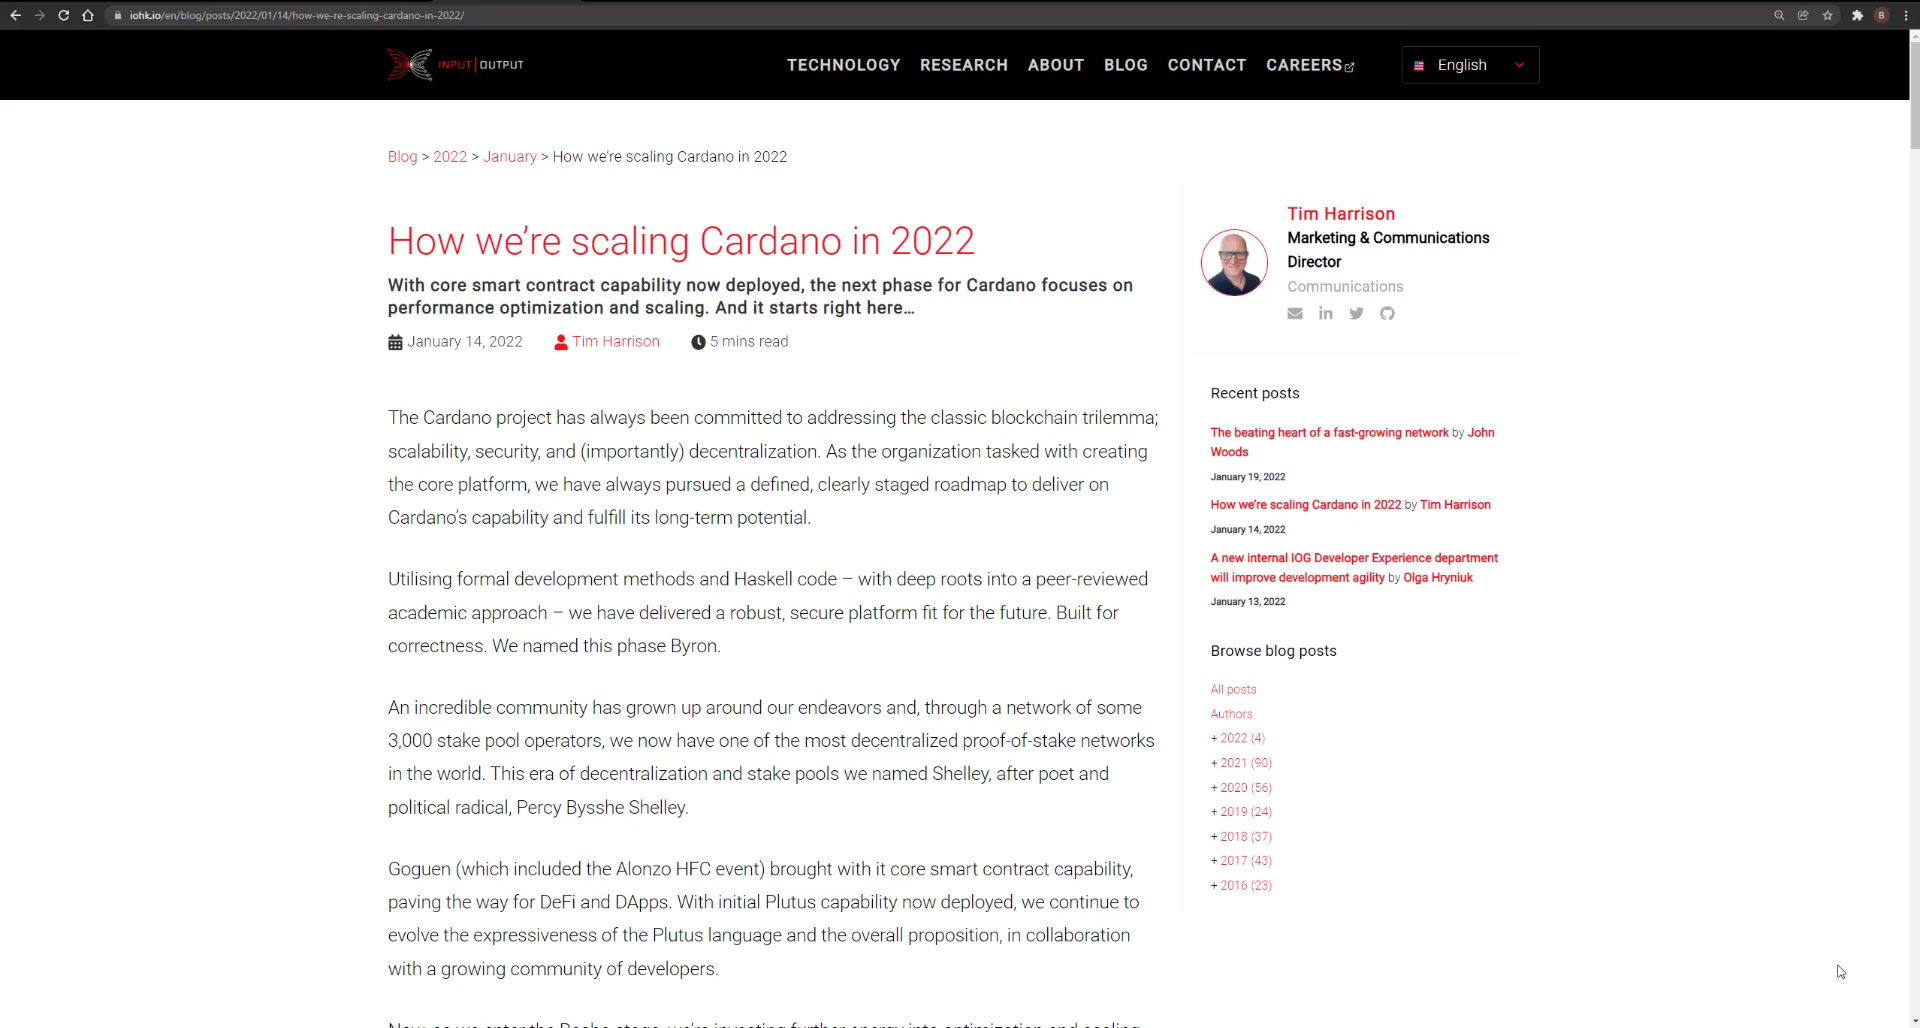 iohk.io/en/blog/posts/2022/01/14/how-we-re-scaling-cardano-in-2022/
B
INPUT | OUTPUT
TECHNOLOGY RESEARCH ABOUT BLOG CONTACT CAREERS
English
Blog > 2022 > January > How we’re scaling Cardano in 2022
How we’re scaling Cardano in 2022
With core smart contract capability now deployed, the next phase for Cardano focuses on
performance optimization and scaling. And it starts right here…
January 14, 2022 Tim Harrison 5 mins read
The Cardano project has always been committed to addressing the classic blockchain trilemma;
scalability, security, and (importantly) decentralization. As the organization tasked with creating
the core platform, we have always pursued a defined, clearly staged roadmap to deliver on
Cardano’s capability and fulfill its long-term potential.
Utilising formal development methods and Haskell code – with deep roots into a peer-reviewed
academic approach – we have delivered a robust, secure platform fit for the future. Built for
correctness. We named this phase Byron.
An incredible community has grown up around our endeavors and, through a network of some
3,000 stake pool operators, we now have one of the most decentralized proof-of-stake networks
in the world. This era of decentralization and stake pools we named Shelley, after poet and
political radical, Percy Bysshe Shelley.
Goguen (which included the Alonzo HFC event) brought with it core smart contract capability,
paving the way for DeFi and DApps. With initial Plutus capability now deployed, we continue to
evolve the expressiveness of the Plutus language and the overall proposition, in collaboration
with a growing community of developers.
Now, as we enter the Basho stage, we’re investing further energy into optimization and scaling
Tim Harrison
Marketing & Communications
Director
Communications
Recent posts
The beating heart of a fast-growing network by John
Woods
January 19, 2022
How we’re scaling Cardano in 2022 by Tim Harrison
January 14, 2022
A new internal IOG Developer Experience department
will improve development agility by Olga Hryniuk
January 13, 2022
Browse blog posts
All posts
Authors
+ 2022 (4)
+ 2021 (90)
+ 2020 (56)
+ 2019 (24)
+ 2018 (37)
+ 2017 (43)
+ 2016 (23)